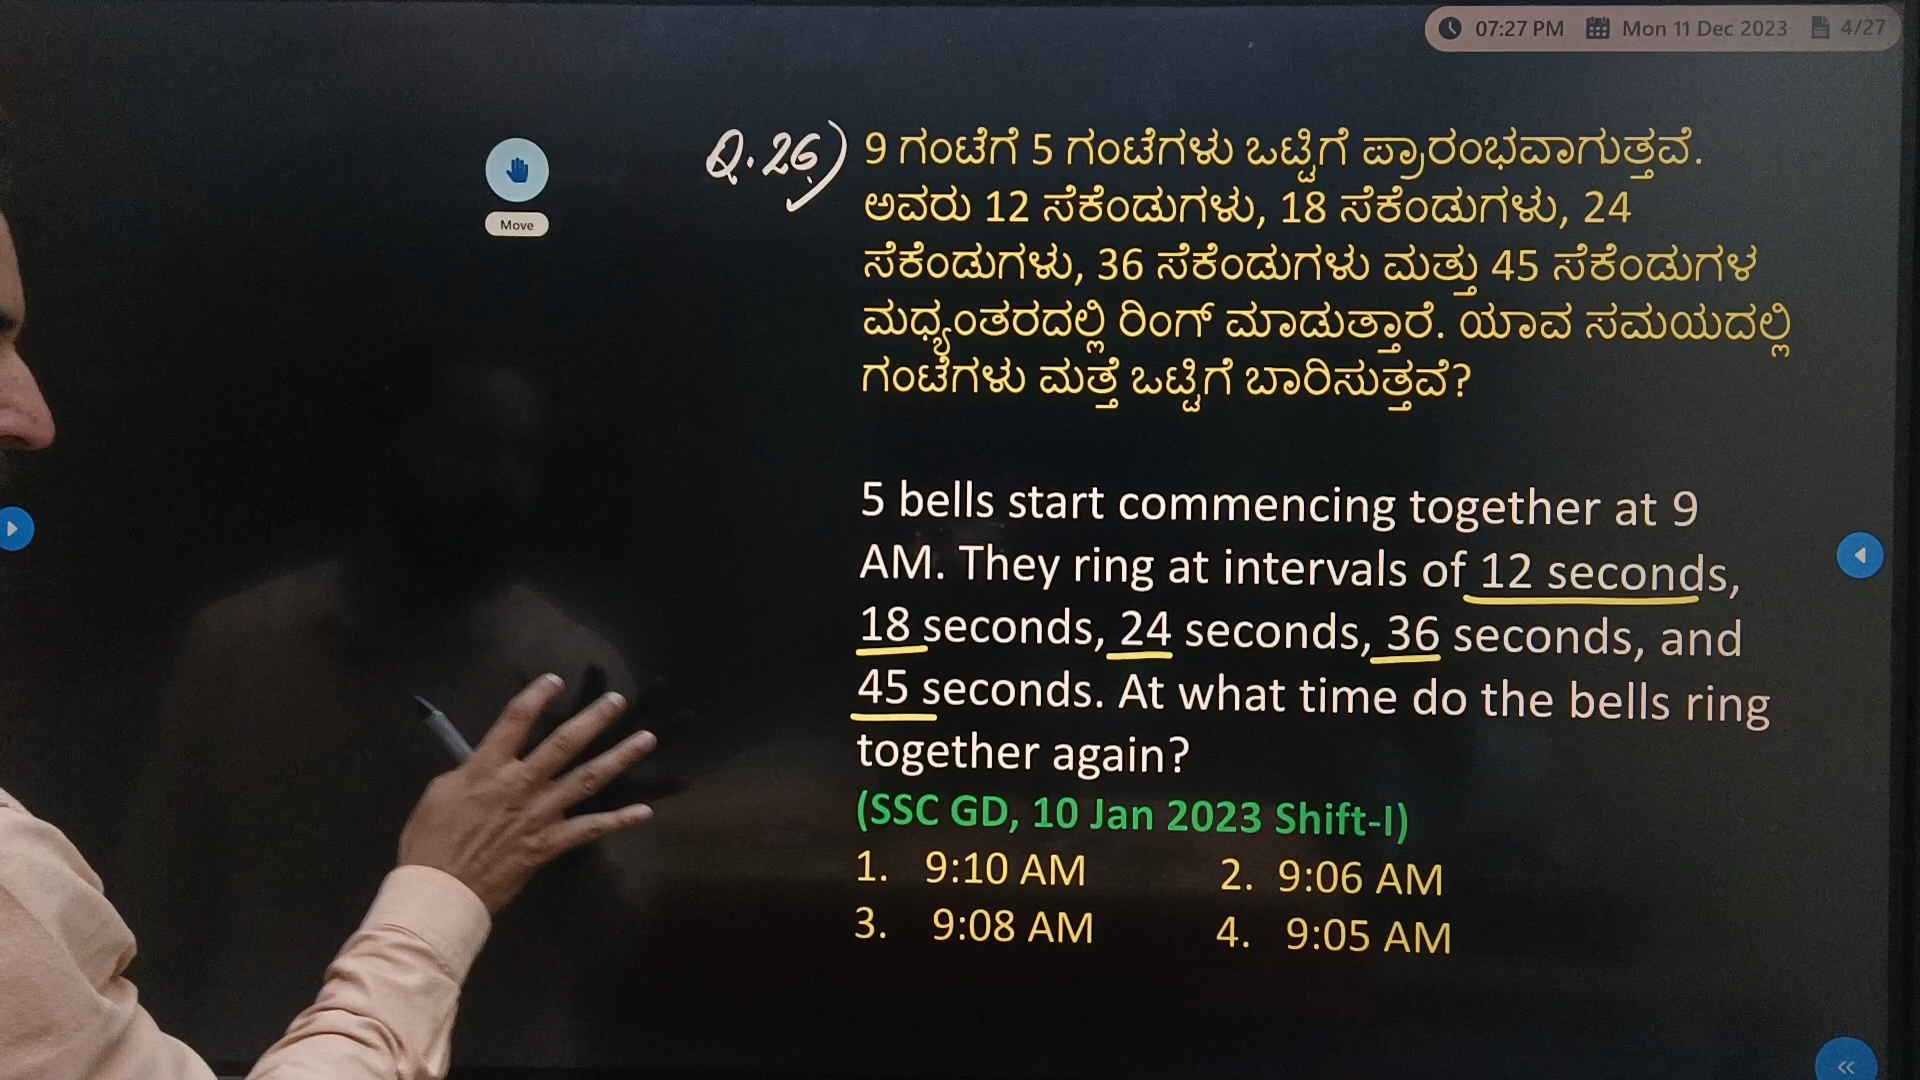 07:27 PM Mon 11 Dec 2023 4/27
Move
Q.26) 9 ಗಂಟೆಗೆ 5 ಗಂಟೆಗಳು ಒಟ್ಟಿಗೆ ಪ್ರಾರಂಭವಾಗುತ್ತವೆ.
ಅವರು 12 ಸೆಕೆಂಡುಗಳು, 18 ಸೆಕೆಂಡುಗಳು, 24
ಸೆಕೆಂಡುಗಳು, 36 ಸೆಕೆಂಡುಗಳು ಮತ್ತು 45 ಸೆಕೆಂಡುಗಳ
ಮಧ್ಯಂತರದಲ್ಲಿ ರಿಂಗ್ ಮಾಡುತ್ತಾರೆ. ಯಾವ ಸಮಯದಲ್ಲಿ
ಗಂಟೆಗಳು ಮತ್ತೆ ಒಟ್ಟಿಗೆ ಬಾರಿಸುತ್ತವೆ?
5 bells start commencing together at 9
AM. They ring at intervals of 12 seconds,
18 seconds, 24 seconds, 36 seconds, and
45 seconds. At what time do the bells ring
together again?
(SSC GD, 10 Jan 2023 Shift-I)
1. 9:10 AM 2. 9:06 AM
3. 9:08 AM 4. 9:05 AM